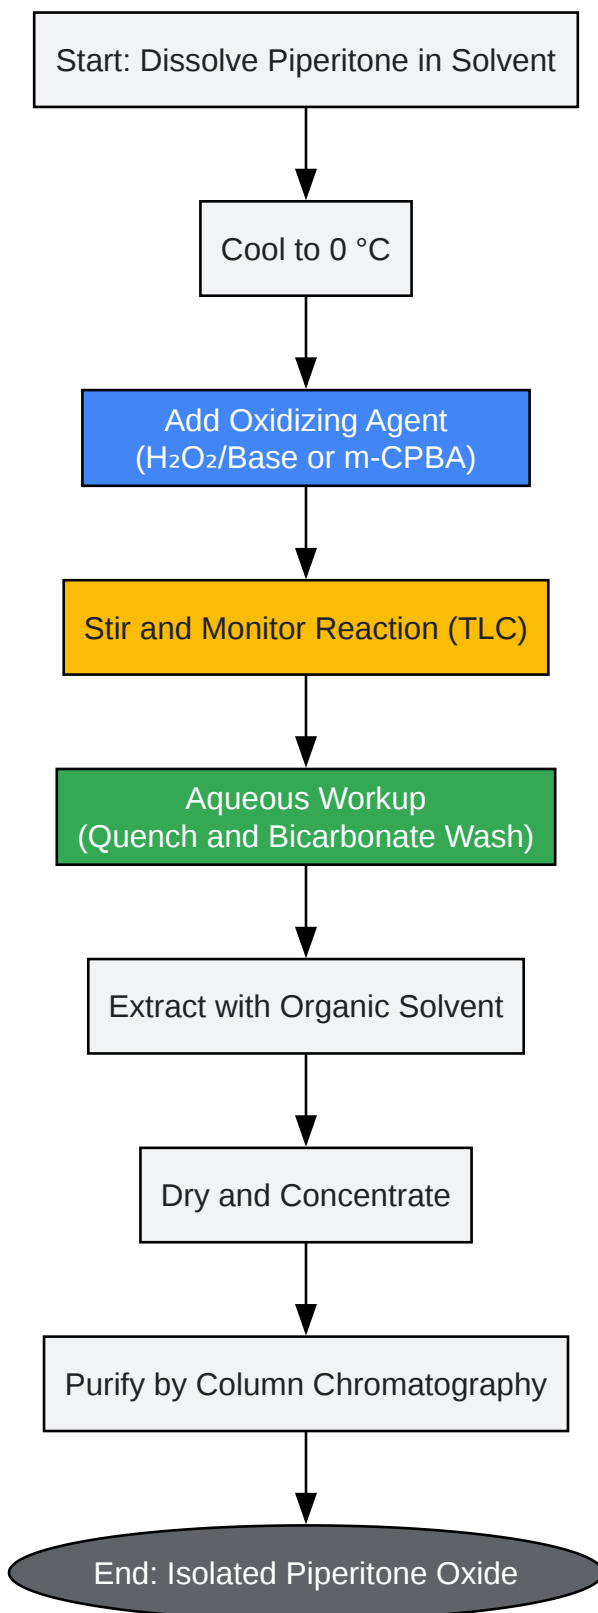 Start: Dissolve Piperitone in Solvent
Cool to 0 °C
Add Oxidizing Agent
(H₂O₂/Base or m-CPBA)
Stir and Monitor Reaction (TLC)
Aqueous Workup
(Quench and Bicarbonate Wash)
Extract with Organic Solvent
Dry and Concentrate
Purify by Column Chromatography
End: Isolated Piperitone Oxide